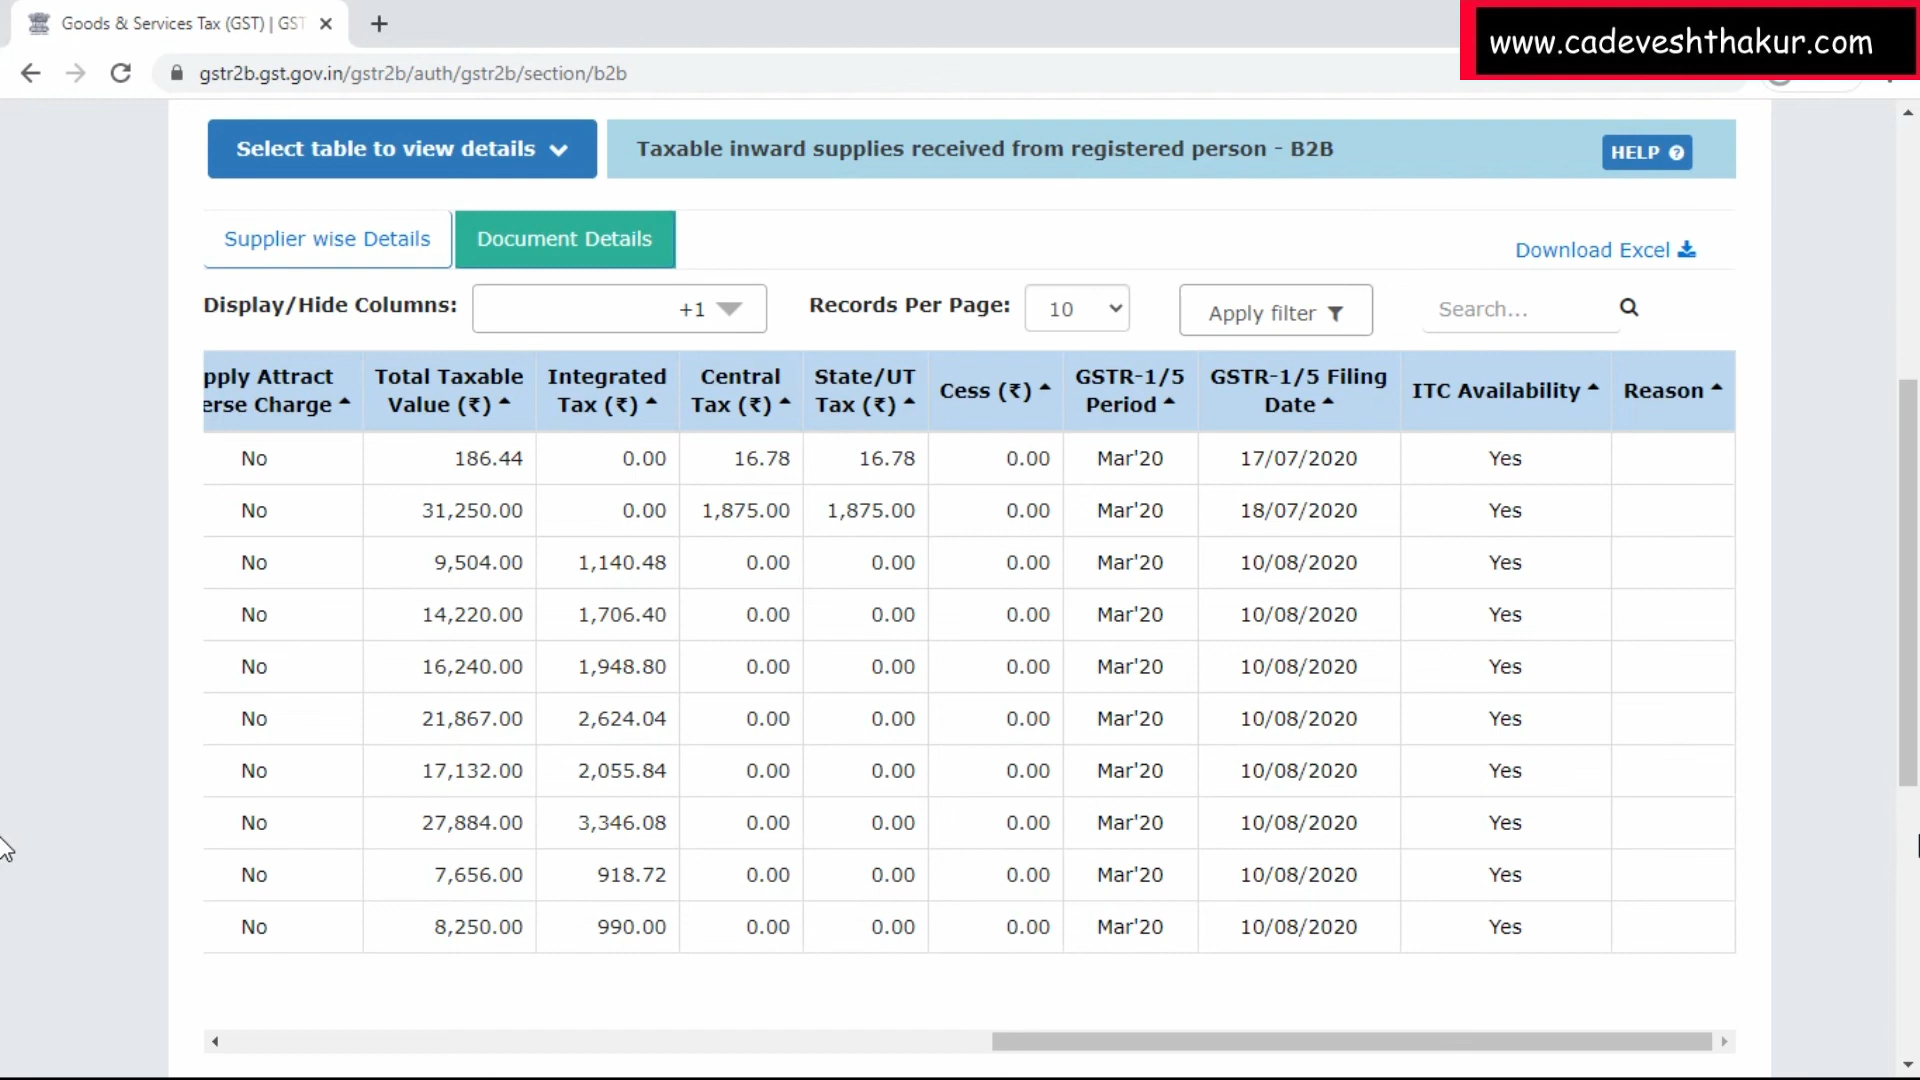 Goods & Services Tax (GST) | GST
www.cadeveshthakur.com
gstr2b.gst.gov.in/gstr2b/auth/gstr2b/section/b2b
Select table to view details
Taxable inward supplies received from registered person - B2B
HELP ?
Supplier wise Details
Document Details
Download Excel
Display/Hide Columns:
+1
Records Per Page:
10
Apply filter
Search...
pply Attract
erse Charge
Total Taxable
Value (₹)
Integrated
Tax (₹)
Central
Tax (₹)
State/UT
Tax (₹)
Cess (₹)
GSTR-1/5
Period
GSTR-1/5 Filing
Date
ITC Availability
Reason
No 186.44 0.00 16.78 16.78 0.00 Mar'20 17/07/2020 Yes
No 31,250.00 0.00 1,875.00 1,875.00 0.00 Mar'20 18/07/2020 Yes
No 9,504.00 1,140.48 0.00 0.00 0.00 Mar'20 10/08/2020 Yes
No 14,220.00 1,706.40 0.00 0.00 0.00 Mar'20 10/08/2020 Yes
No 16,240.00 1,948.80 0.00 0.00 0.00 Mar'20 10/08/2020 Yes
No 21,867.00 2,624.04 0.00 0.00 0.00 Mar'20 10/08/2020 Yes
No 17,132.00 2,055.84 0.00 0.00 0.00 Mar'20 10/08/2020 Yes
No 27,884.00 3,346.08 0.00 0.00 0.00 Mar'20 10/08/2020 Yes
No 7,656.00 918.72 0.00 0.00 0.00 Mar'20 10/08/2020 Yes
No 8,250.00 990.00 0.00 0.00 0.00 Mar'20 10/08/2020 Yes